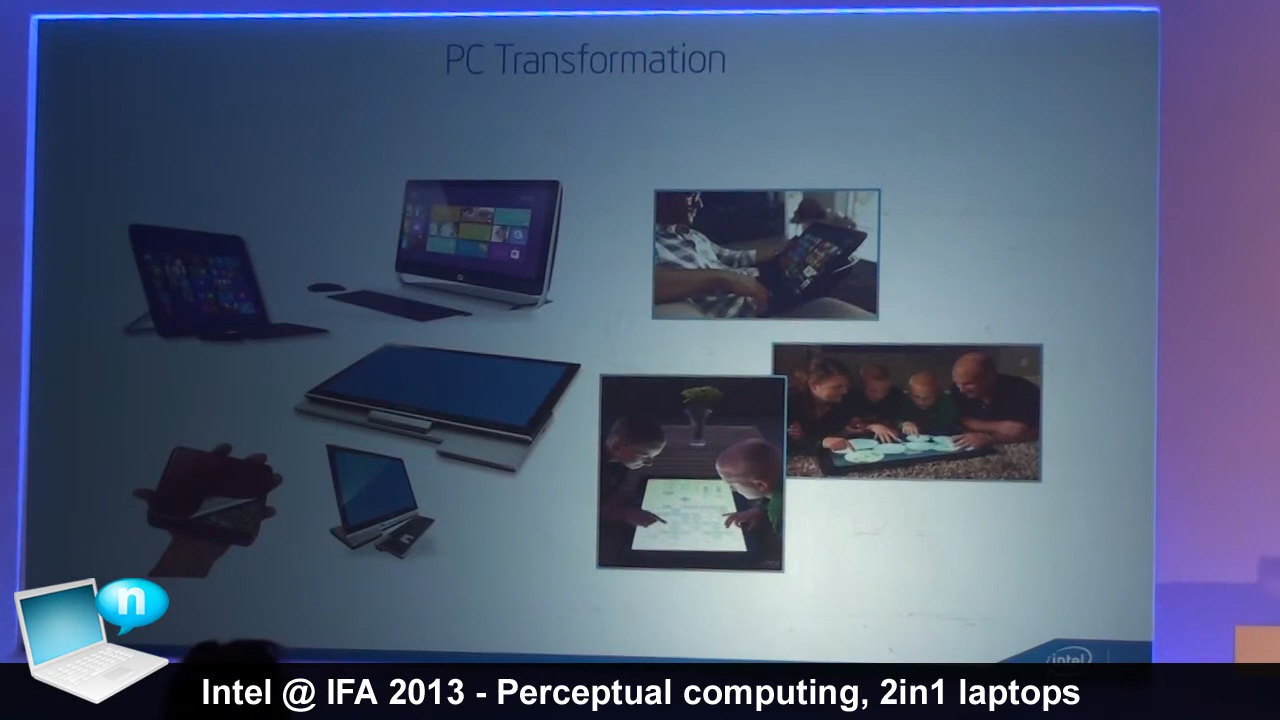 PC Transformation
n
intel
Intel @ IFA 2013 - Perceptual computing, 2in1 laptops